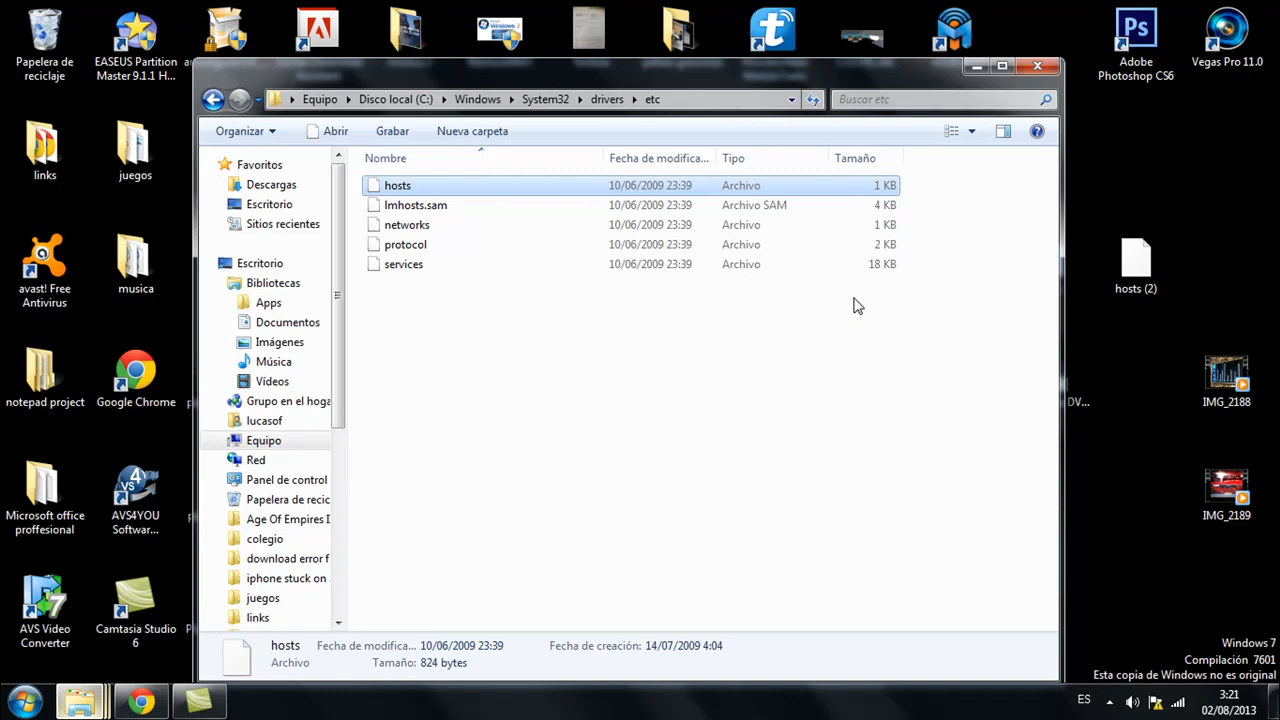 Papelera de
reciclaje
EASEUS Partition
Master 9.1.1 H...
Adobe
Photoshop CS6
Vegas Pro 11.0
Equipo
Disco local (C:)
Windows
System32
drivers
etc
Buscar etc
Organizar
Abrir
Grabar
Nueva carpeta
Nombre
Fecha de modifica...
Tipo
Tamaño
hosts
10/06/2009 23:39
Archivo
1 KB
lmhosts.sam
10/06/2009 23:39
Archivo SAM
4 KB
networks
10/06/2009 23:39
Archivo
1 KB
protocol
10/06/2009 23:39
Archivo
2 KB
services
10/06/2009 23:39
Archivo
18 KB
Favoritos
Descargas
Escritorio
Sitios recientes
Escritorio
Bibliotecas
Apps
Documentos
Imágenes
Música
Vídeos
Grupo en el hoga
lucasof
Equipo
Red
Panel de control
Papelera de recic
Age Of Empires I
colegio
download error f
iphone stuck on
juegos
links
links
juegos
avast! Free
Antivirus
musica
notepad project
Google Chrome
Microsoft office
proffesional
AVS4YOU
Softwar...
AVS Video
Converter
Camtasia Studio
6
hosts (2)
DV...
IMG_2188
IMG_2189
hosts
Fecha de modifica... 10/06/2009 23:39
Fecha de creación: 14/07/2009 4:04
Archivo
Tamaño: 824 bytes
Windows 7
Compilación 7601
Esta copia de Windows no es original
ES
3:21
02/08/2013